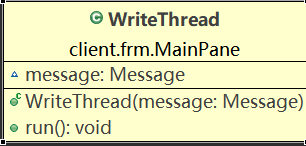 WriteThread
client.frm.MainPane
message: Message
WriteThread(message: Message)
run(): void